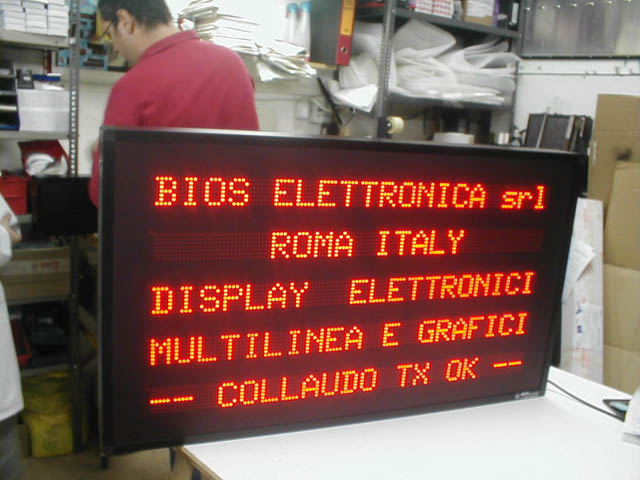 BIOS ELETTRONICA srl
ROMA ITALY
DISPLAY ELETTRONICI
MULTILINEA E GRAFICI
-- COLLAUDO TX OK --